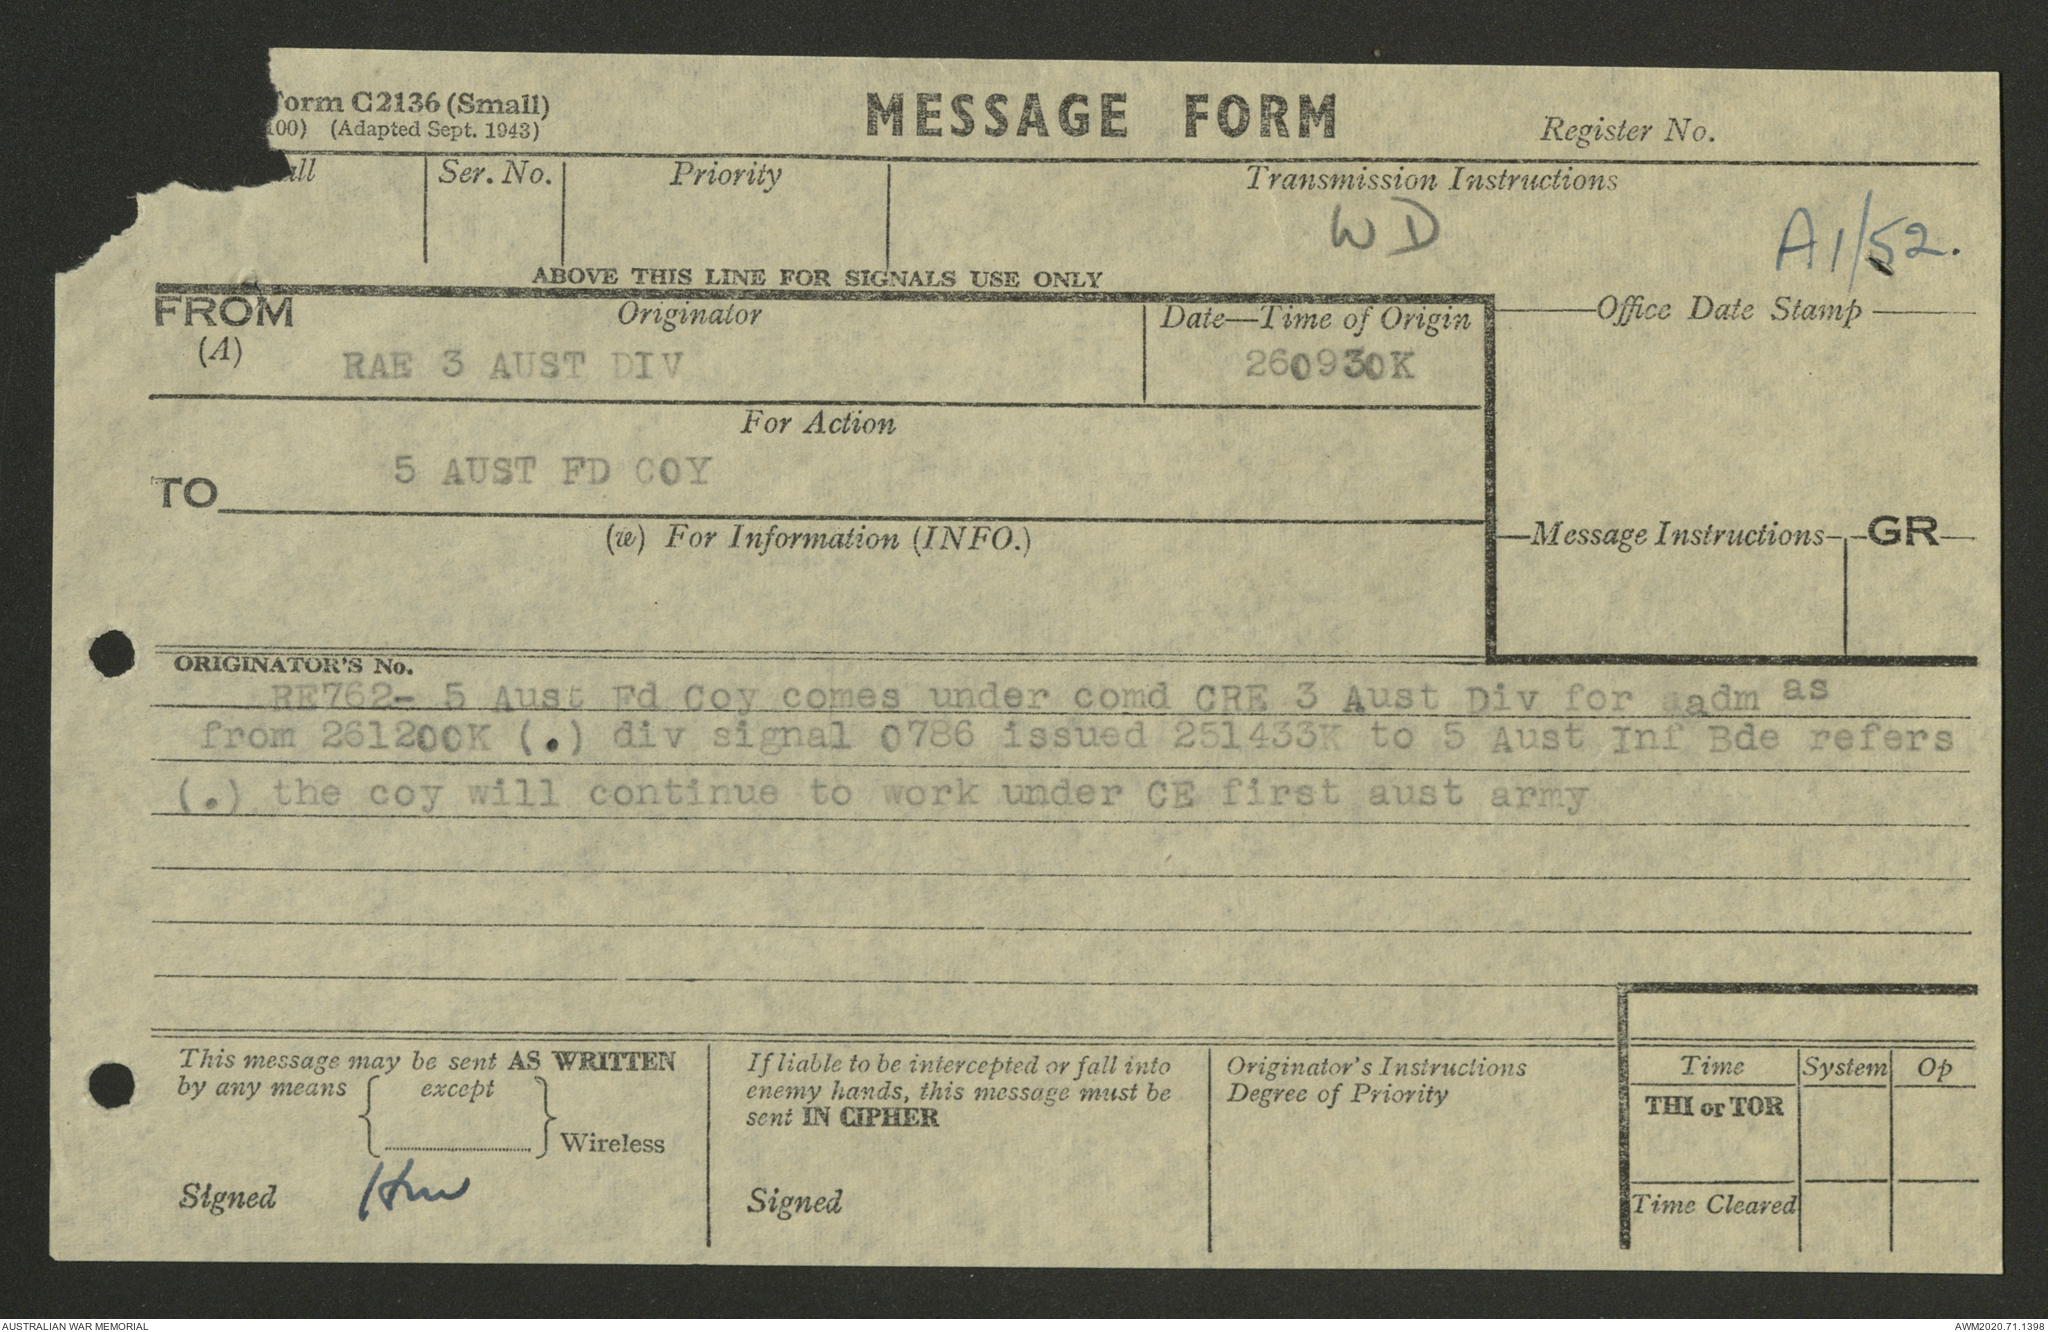 Form C2136 (Small)
100) (Adapted Sept. 1943)
MESSAGE FORM
Register No.
all
Ser. No.
Priority
Transmission Instructions
WD
A1/52.
ABOVE THIS LINE FOR SIGNALS USE ONLY
FROM
(A)
Originator
RAE 3 AUST DIV
Date—Time of Origin
260930K
Office Date Stamp
For Action
TO
5 AUST FD COY
(w) For Information (INFO.)
Message Instructions
GR
ORIGINATOR'S No.
RE762- 5 Aust Fd Coy comes under comd CRE 3 Aust Div for aadm as
from 261200K (.) div signal 0786 issued 251433K to 5 Aust Inf Bde refers
(.) the coy will continue to work under CE first aust army
This message may be sent AS WRITTEN
by any means { except } Wireless
Signed
If liable to be intercepted or fall into
enemy hands, this message must be
sent IN CIPHER
Signed
Originator's Instructions
Degree of Priority
Time
System
Op
THI or TOR
Time Cleared
AUSTRALIAN WAR MEMORIAL
AWM2020.71.1398